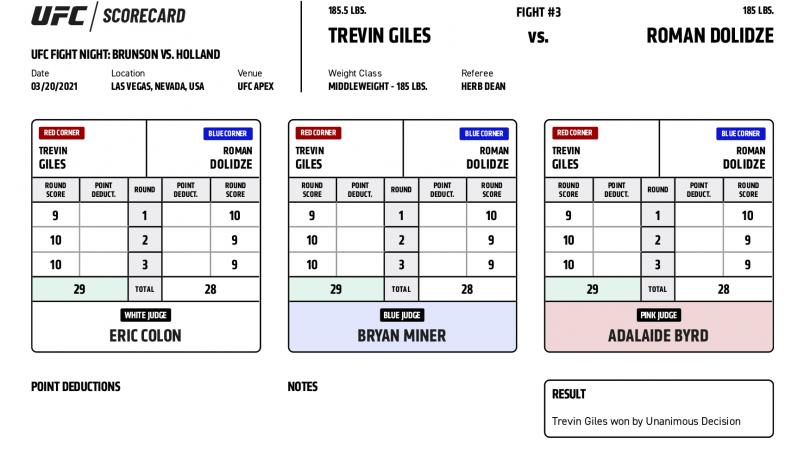 UFC / SCORECARD
UFC FIGHT NIGHT: BRUNSON VS. HOLLAND
Date Location Venue
03/20/2021 LAS VEGAS, NEVADA, USA UFC APEX
185.5 LBS. FIGHT #3 185 LBS.
TREVIN GILES VS. ROMAN DOLIDZE
Weight Class Referee
MIDDLEWEIGHT - 185 LBS. HERB DEAN
RED CORNER BLUE CORNER
TREVIN ROMAN
GILES DOLIDZE
ROUND POINT ROUND POINT ROUND
SCORE DEDUCT. DEDUCT. SCORE
9 1 10
10 2 9
10 3 9
29 TOTAL 28
WHITE JUDGE
ERIC COLON
RED CORNER BLUE CORNER
TREVIN ROMAN
GILES DOLIDZE
ROUND POINT ROUND POINT ROUND
SCORE DEDUCT. DEDUCT. SCORE
9 1 10
10 2 9
10 3 9
29 TOTAL 28
BLUE JUDGE
BRYAN MINER
RED CORNER BLUE CORNER
TREVIN ROMAN
GILES DOLIDZE
ROUND POINT ROUND POINT ROUND
SCORE DEDUCT. DEDUCT. SCORE
9 1 10
10 2 9
10 3 9
29 TOTAL 28
PINK JUDGE
ADALAIDE BYRD
POINT DEDUCTIONS
NOTES
RESULT
Trevin Giles won by Unanimous Decision